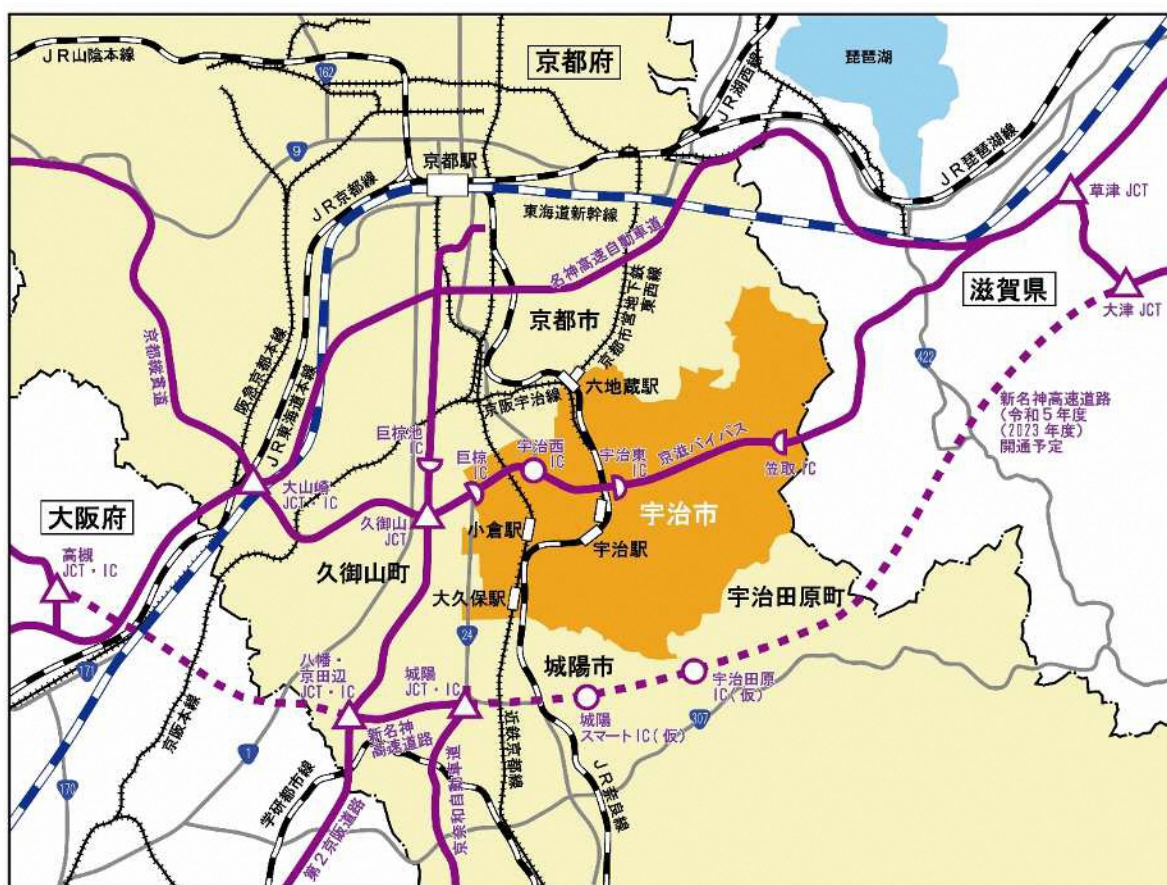 JR山陰本線
162
京都府
琵琶湖
JR湖西線
9
京都駅
JR琵琶湖線
JR京都線
東海道新幹線
草津 JCT
名神高速自動車道
京都市営地下鉄
東西線
滋賀県
大津 JCT
京都市
京都縦貫道
阪急京都本線
JR東海道本線
六地蔵駅
422
京阪宇治線
新名神高速道路
(令和5年度
(2023 年度)
開通予定
巨椋池
IC
巨椋
IC
宇治西
IC
宇治東
IC
京滋バイパス
笠取 IC
大山崎
JCT・IC
大阪府
久御山
JCT
小倉駅
宇治市
宇治駅
高槻
JCT・IC
久御山町
大久保駅
宇治田原町
24
171
八幡・
京田辺
JCT・IC
城陽
JCT・IC
城陽市
宇治田原
IC(仮)
城陽
スマートIC(仮)
307
京阪本線
1
新名神
高速道路
近鉄京都線
170
学研都市線
第2京阪道路
京奈和自動車道
JR奈良線